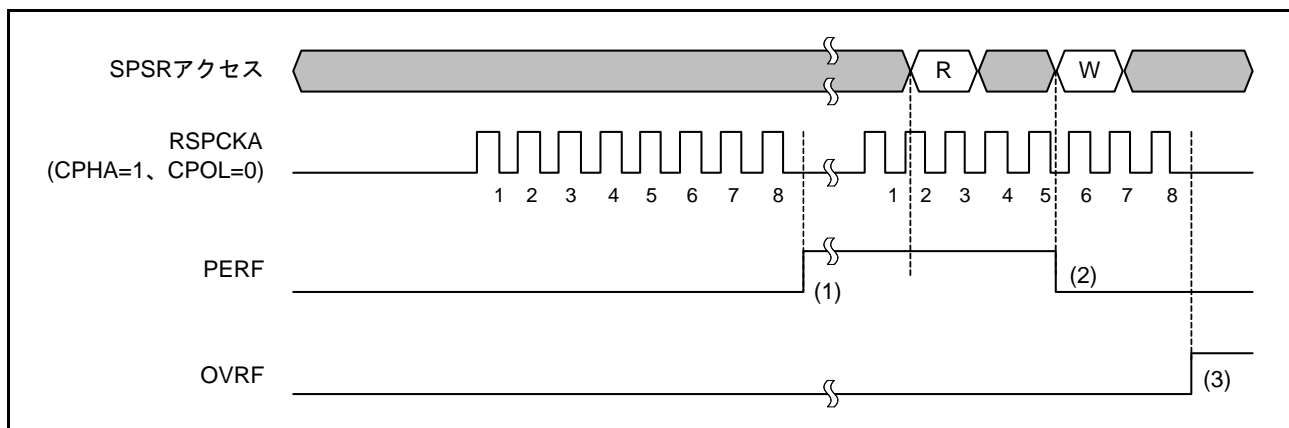 SPSRアクセス R W
RSPCKA
(CPHA=1、CPOL=0)
1 2 3 4 5 6 7 8 1 2 3 4 5 6 7 8
PERF
(1) (2)
OVRF
(3)